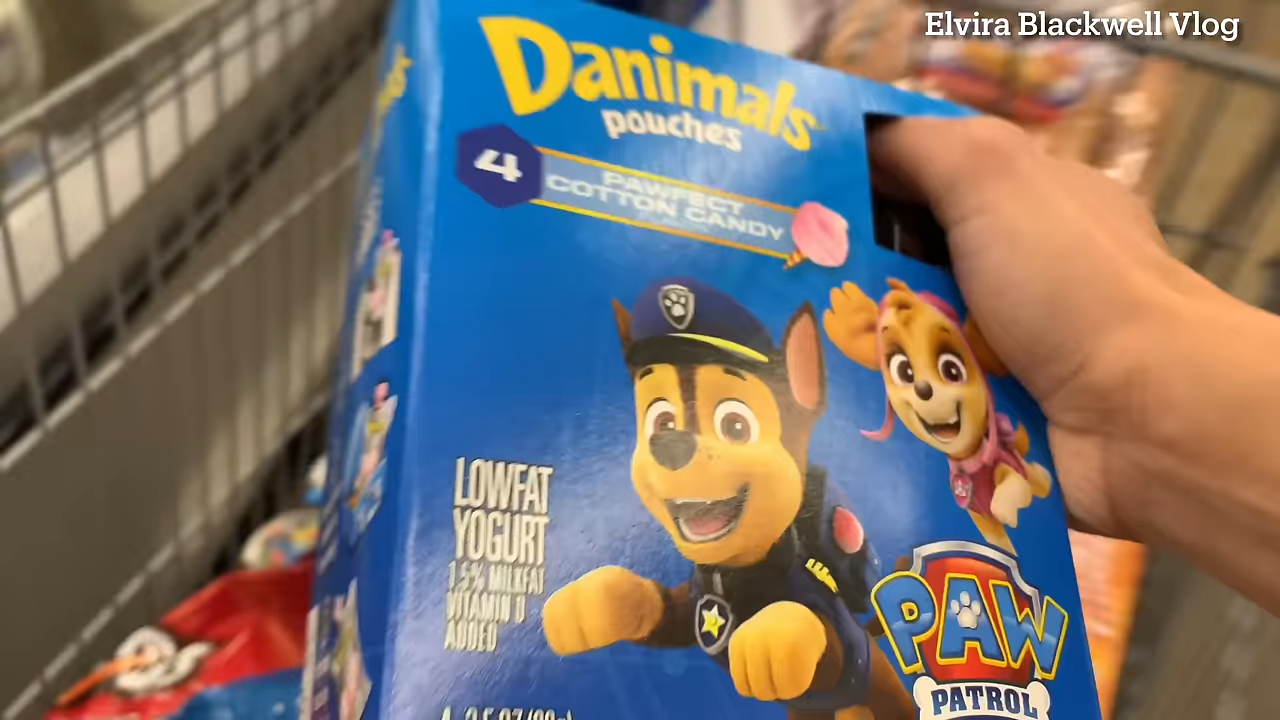 Elvira Blackwell Vlog
Danimals
pouches
4
PAWFECT
COTTON CANDY
LOWFAT
YOGURT
1.5% MILKFAT
VITAMIN D
ADDED
PAW
PATROL